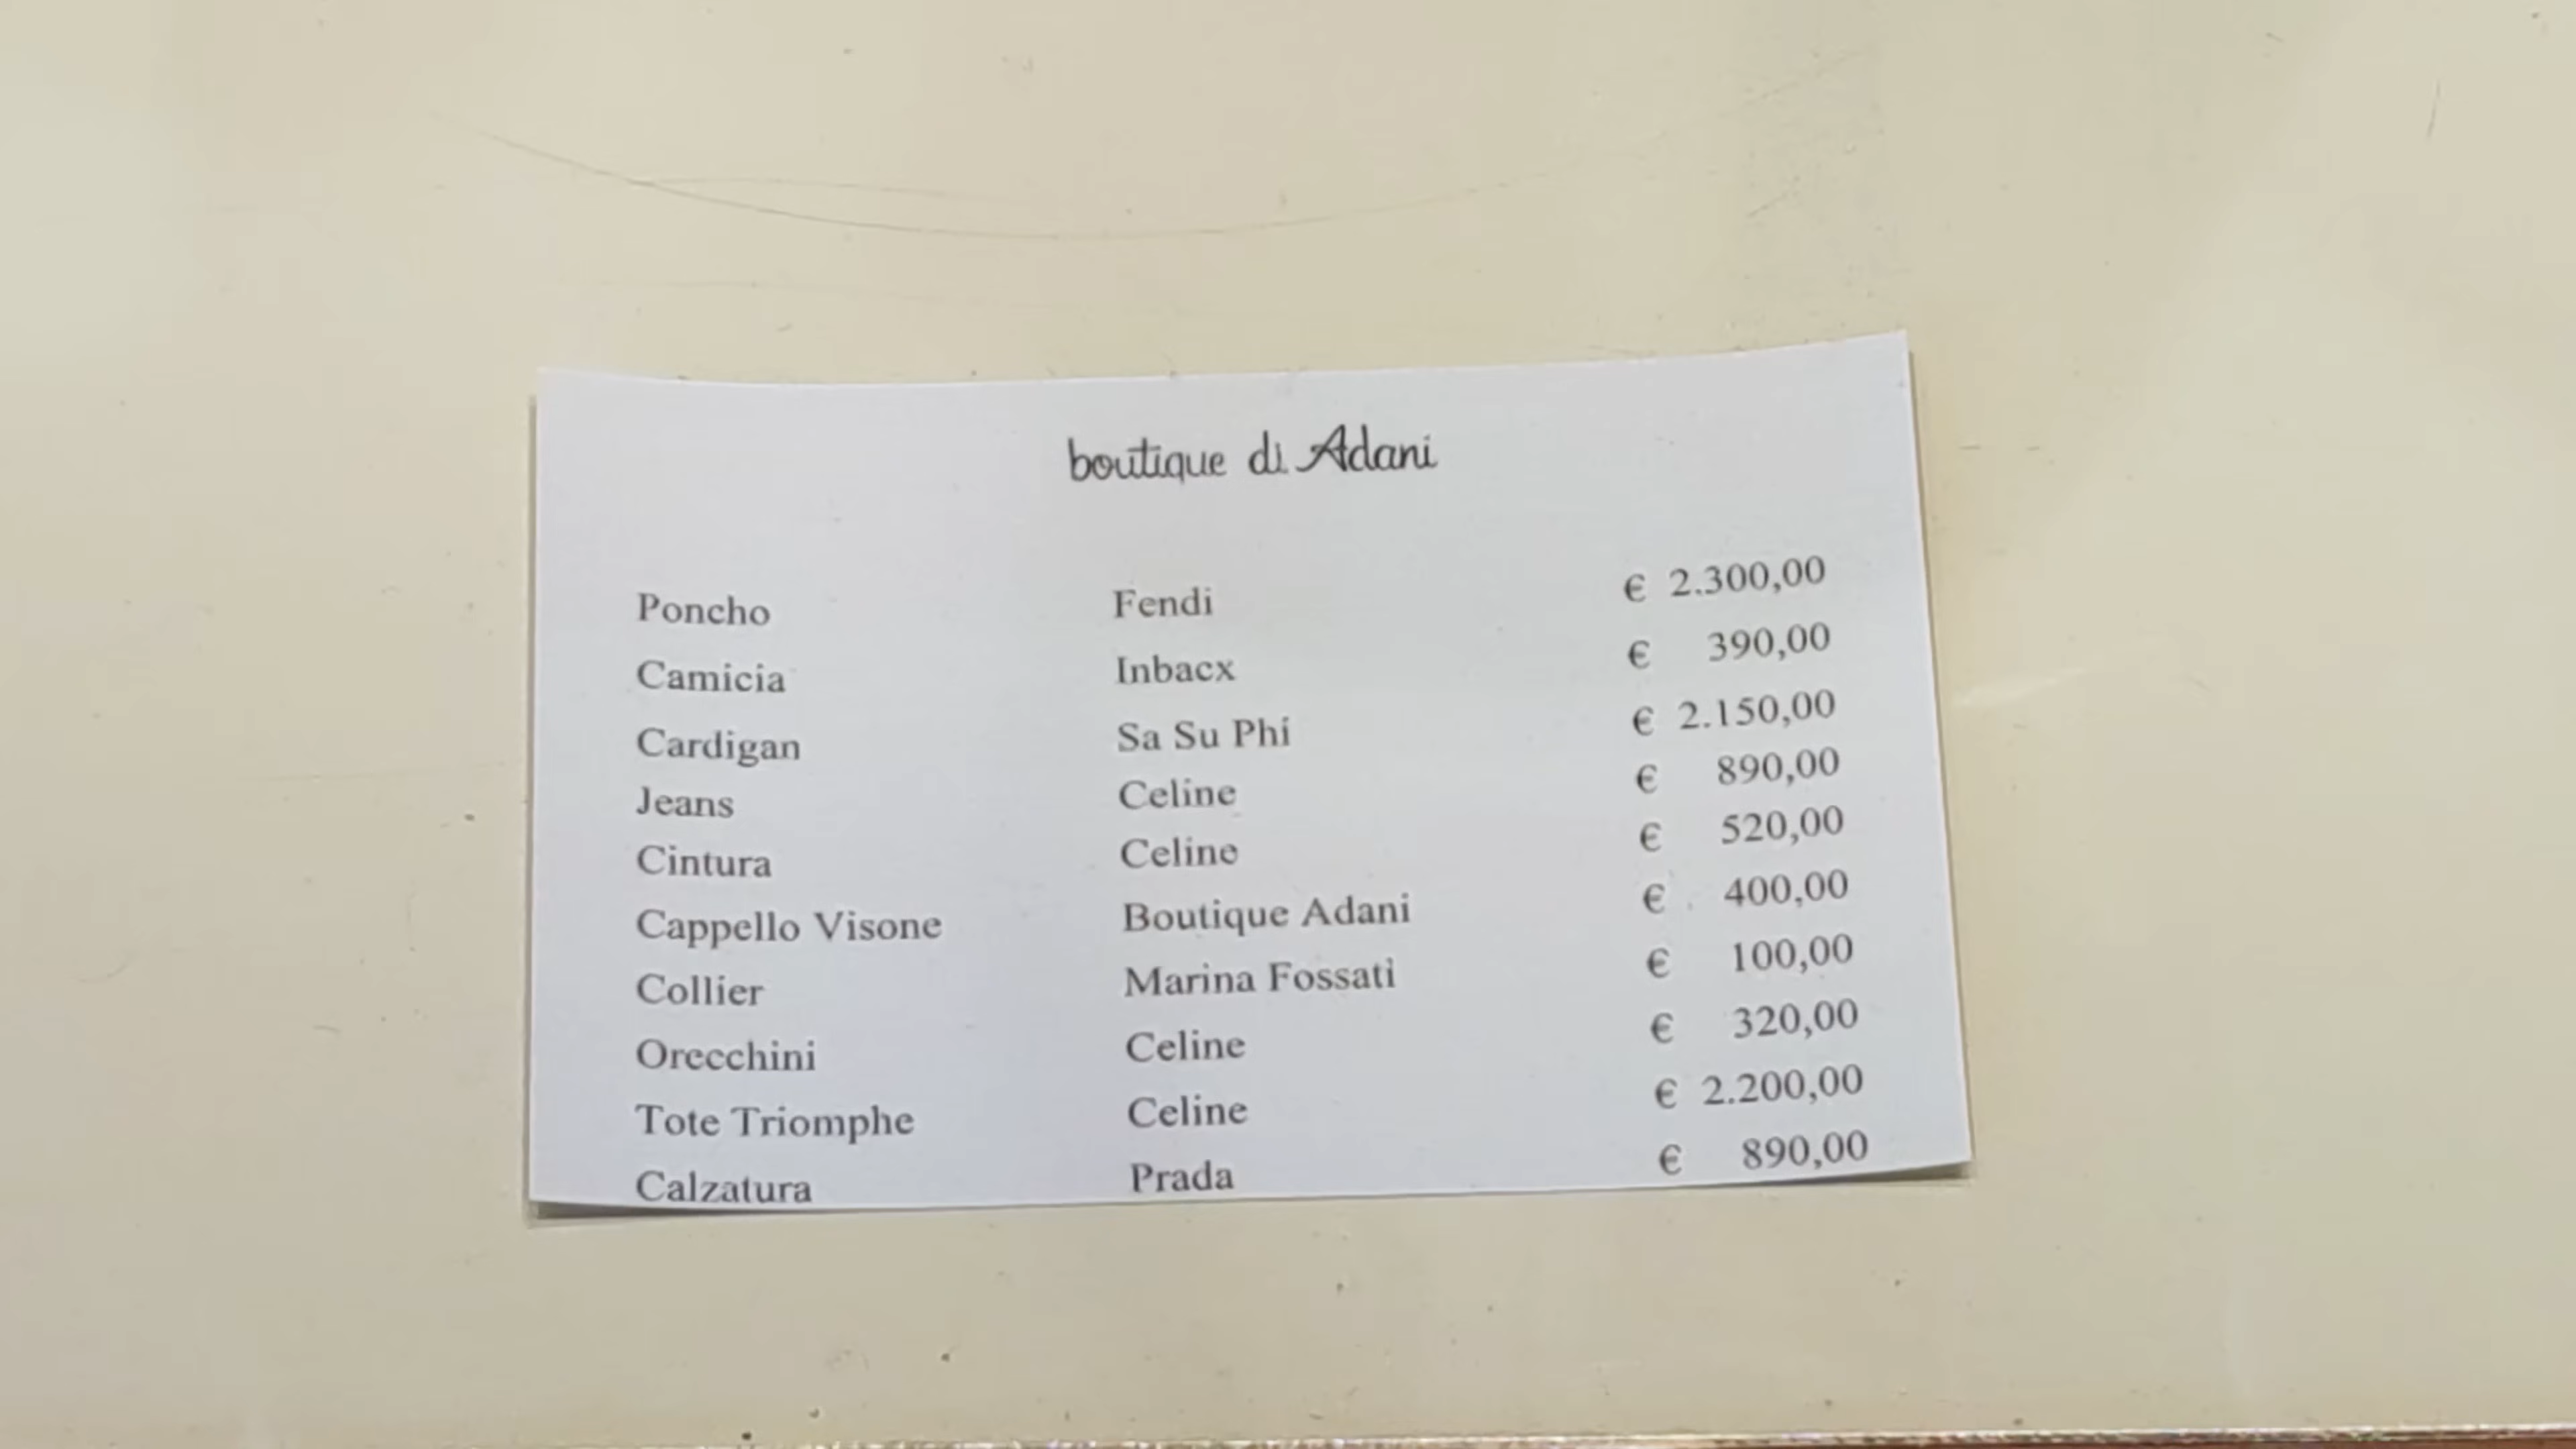 boutique di Adani
Poncho Fendi € 2.300,00
Camicia Inbacx € 390,00
Cardigan Sa Su Phi € 2.150,00
Jeans Celine € 890,00
Cintura Celine € 520,00
Cappello Visone Boutique Adani € 400,00
Collier Marina Fossati € 100,00
Orecchini Celine € 320,00
Tote Triomphe Celine € 2.200,00
Calzatura Prada € 890,00